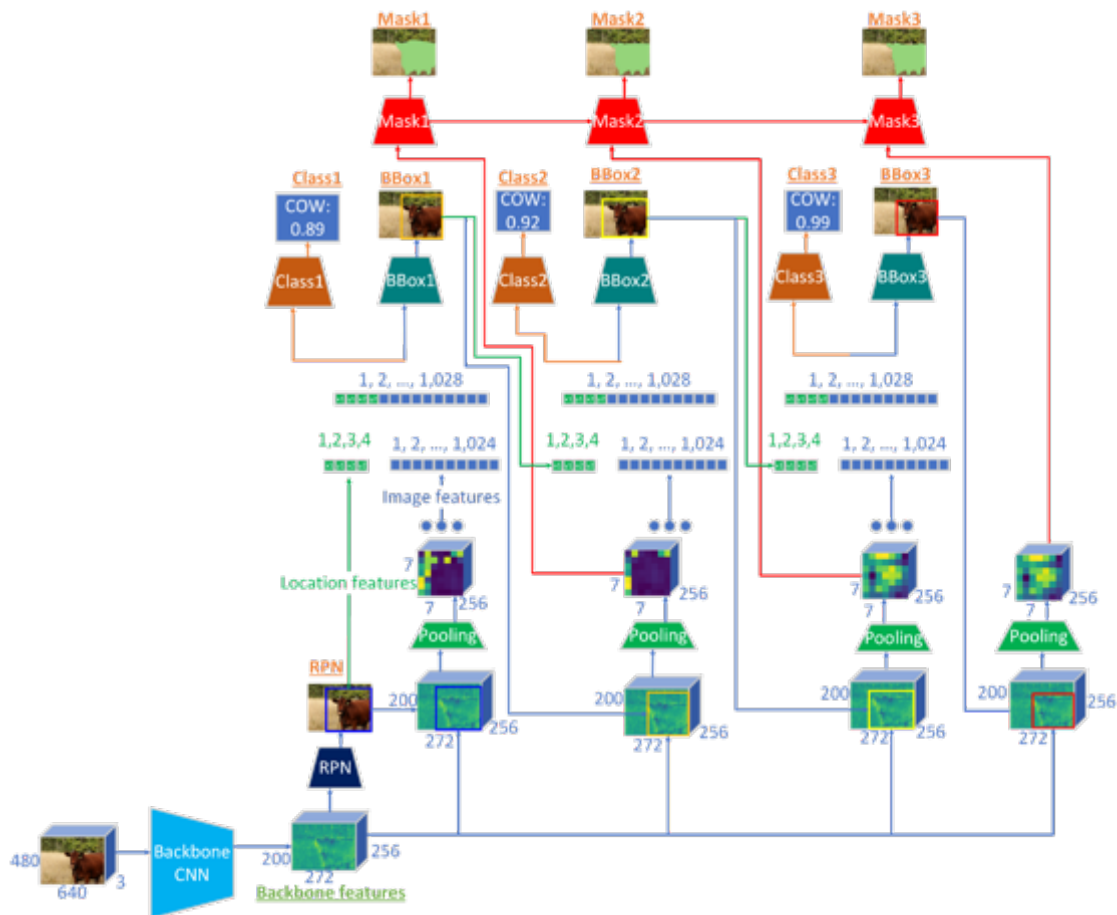 Mask1
Mask2
Mask3
Mask1
Mask2
Mask3
Class1
BBox1
Class2
BBox2
Class3
BBox3
COW:
0.89
COW:
0.92
COW:
0.99
Class1
BBox1
Class2
BBox2
Class3
BBox3
1, 2, ..., 1,028
1, 2, ..., 1,028
1, 2, ..., 1,028
1,2,3,4
1, 2, ..., 1,024
1,2,3,4
1, 2, ..., 1,024
1,2,3,4
1, 2, ..., 1,024
Image features
Location features
7
7
256
7
7
256
7
7
256
7
7
256
Pooling
Pooling
Pooling
Pooling
RPN
200
272
256
200
272
256
200
272
256
200
272
256
RPN
480
640
3
Backbone
CNN
200
272
256
Backbone features